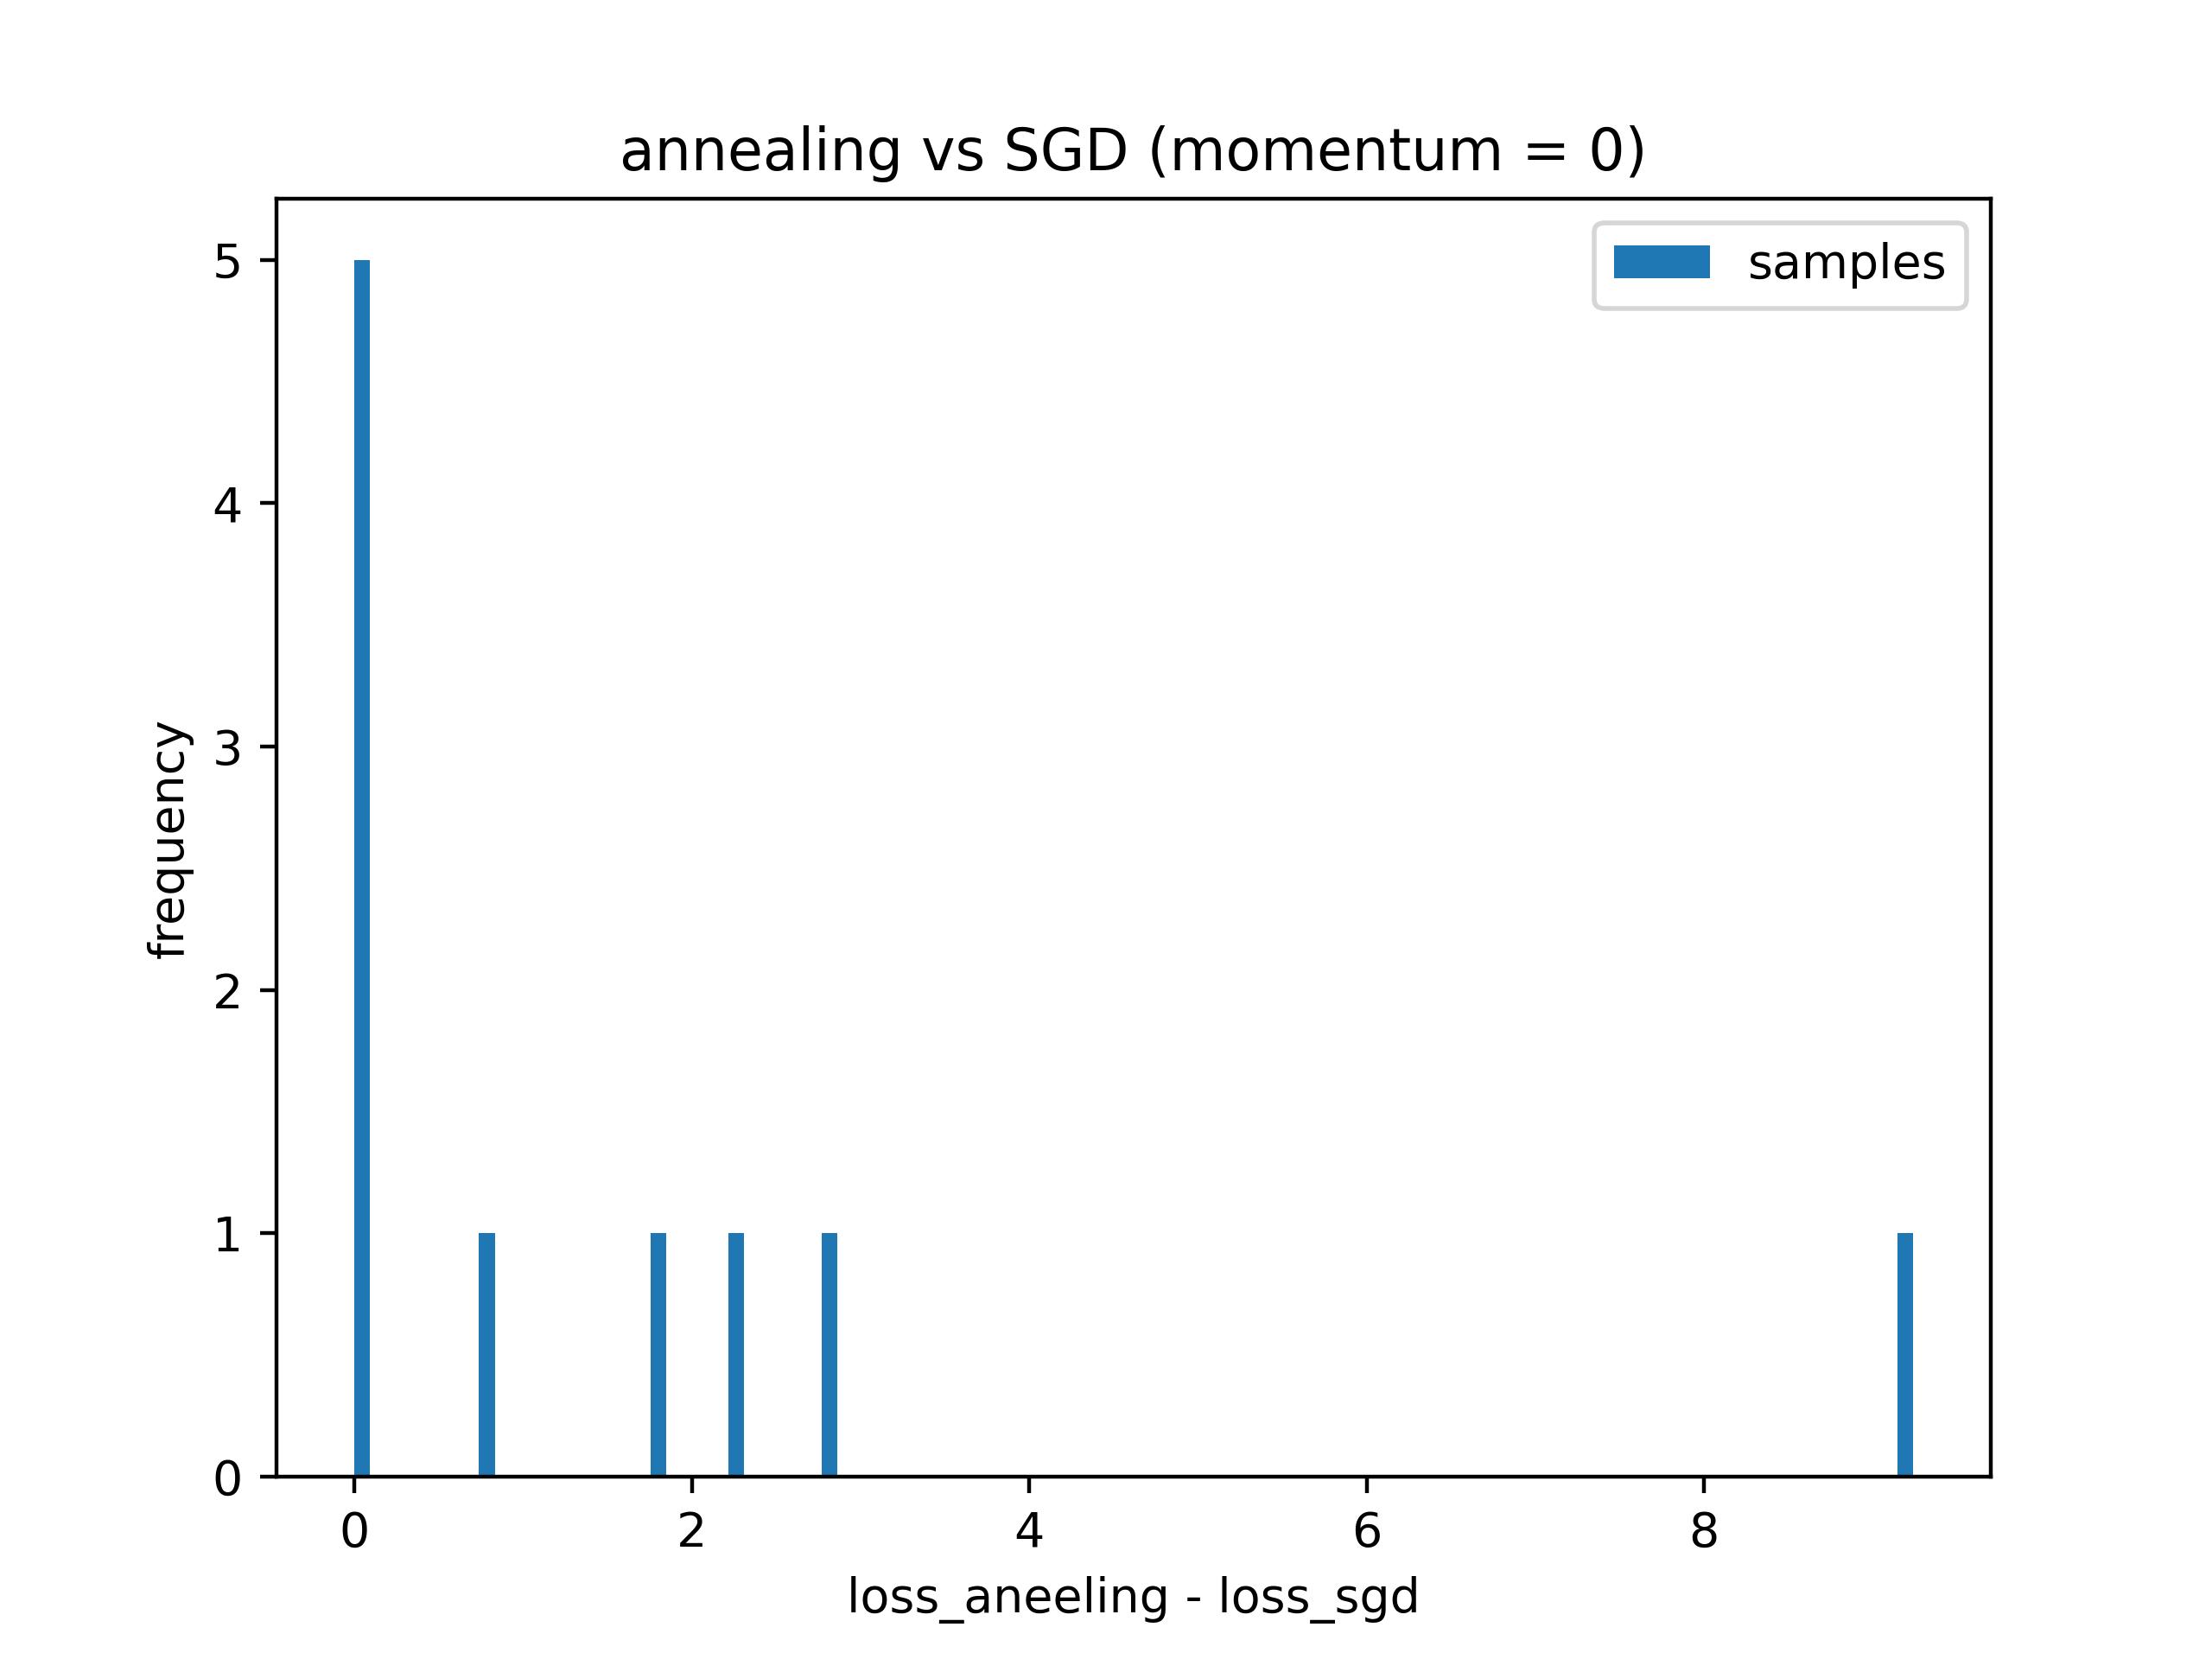 annealing vs SGD (momentum = 0)
samples
frequency
5
4
3
2
1
0
0 2 4 6 8
loss_aneeling - loss_sgd